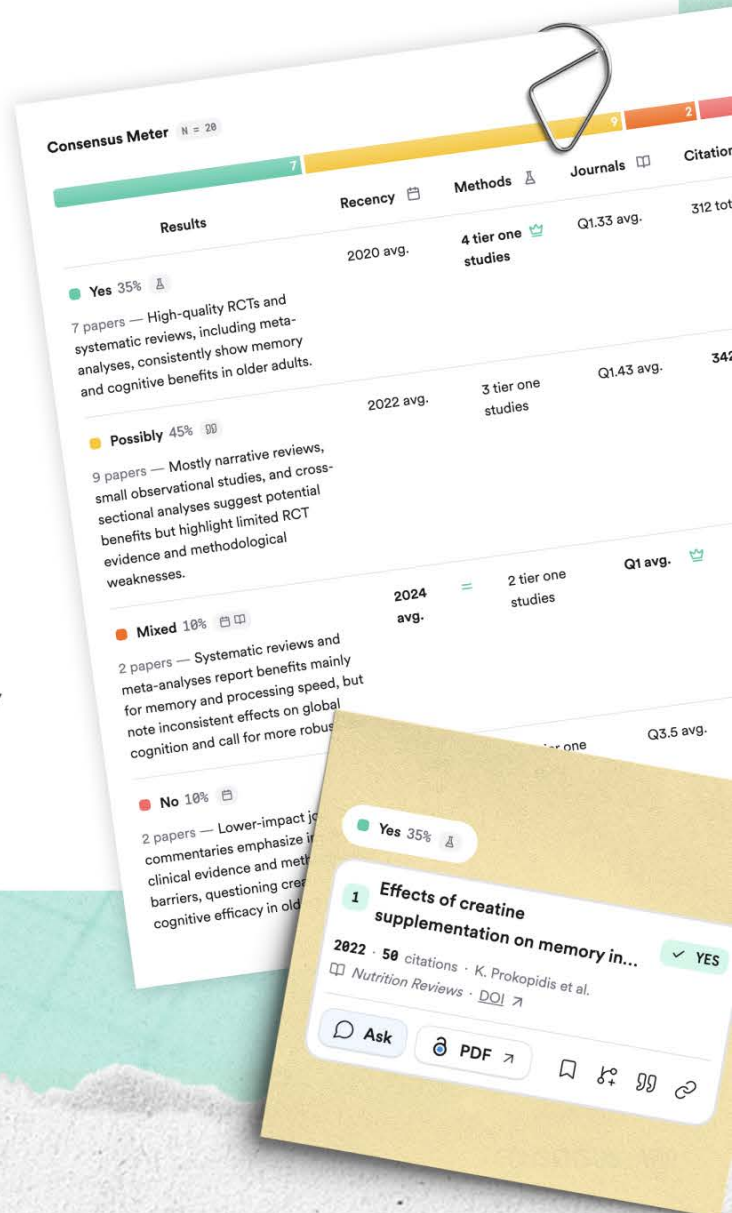 Consensus Meter N = 20
7 9 2
Results Recency Methods Journals
Yes 35% 2020 avg. 4 tier one Q1.33 avg. 312
studies
7 papers — High-quality RCTs and
systematic reviews, including meta-
analyses, consistently show memory
and cognitive benefits in older adults.
Possibly 45% 2022 avg. 3 tier one Q1.43 avg.
studies
9 papers — Mostly narrative reviews,
small observational studies, and cross-
sectional analyses suggest potential
benefits but highlight limited RCT
evidence and methodological
weaknesses.
Mixed 10% 2024 = 2 tier one Q1 avg.
avg. studies
2 papers — Systematic reviews and
meta-analyses report benefits mainly
for memory and processing speed, but
note inconsistent effects on global
cognition and call for more
No 10% one Q3.5 avg.
2 papers — Lower-impact
commentaries emphasize
clinical evidence and
barriers, questioning
cognitive efficacy in
Yes 35%
1 Effects of creatine
supplementation on memory in... YES
2022 · 50 citations · K. Prokopidis et al.
Nutrition Reviews · DOI
Ask PDF